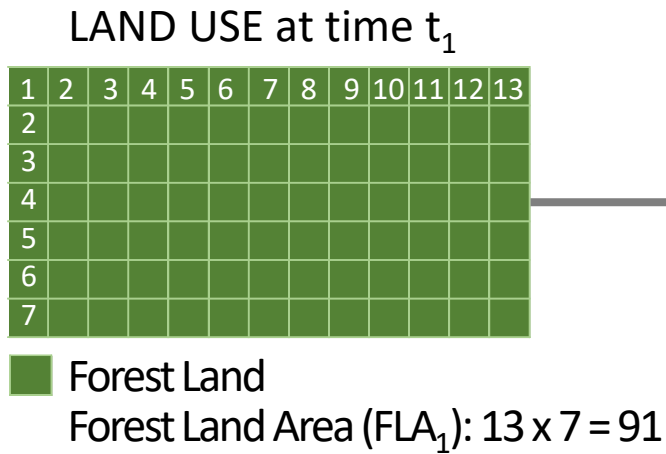 LAND USE at time t₁
1 2 3 4 5 6 7 8 9 10 11 12 13
2
3
4
5
6
7
Forest Land
Forest Land Area (FLA₁): 13 x 7 = 91